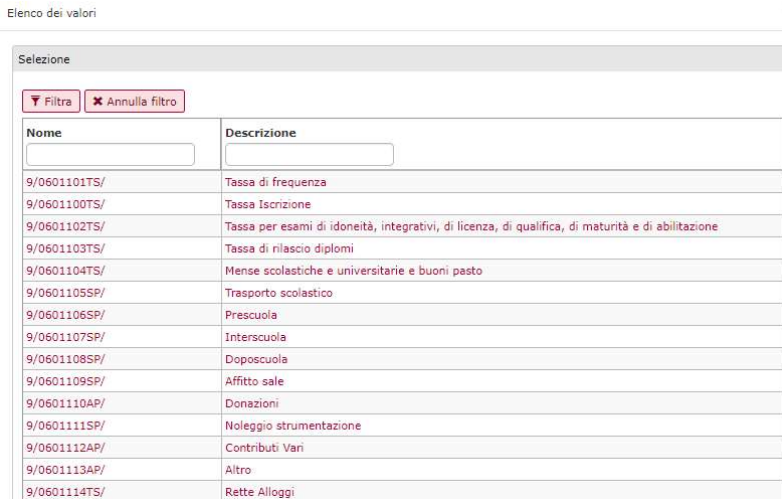 Elenco dei valori
Selezione
Filtra Annulla filtro
Nome Descrizione
9/0601101TS/ Tassa di frequenza
9/0601100TS/ Tassa Iscrizione
9/0601102TS/ Tassa per esami di idoneità, integrativi, di licenza, di qualifica, di maturità e di abilitazione
9/0601103TS/ Tassa di rilascio diplomi
9/0601104TS/ Mense scolastiche e universitarie e buoni pasto
9/0601105SP/ Trasporto scolastico
9/0601106SP/ Prescuola
9/0601107SP/ Interscuola
9/0601108SP/ Doposcuola
9/0601109SP/ Affitto sale
9/0601110AP/ Donazioni
9/0601111SP/ Noleggio strumentazione
9/0601112AP/ Contributi Vari
9/0601113AP/ Altro
9/0601114TS/ Rette Alloggi